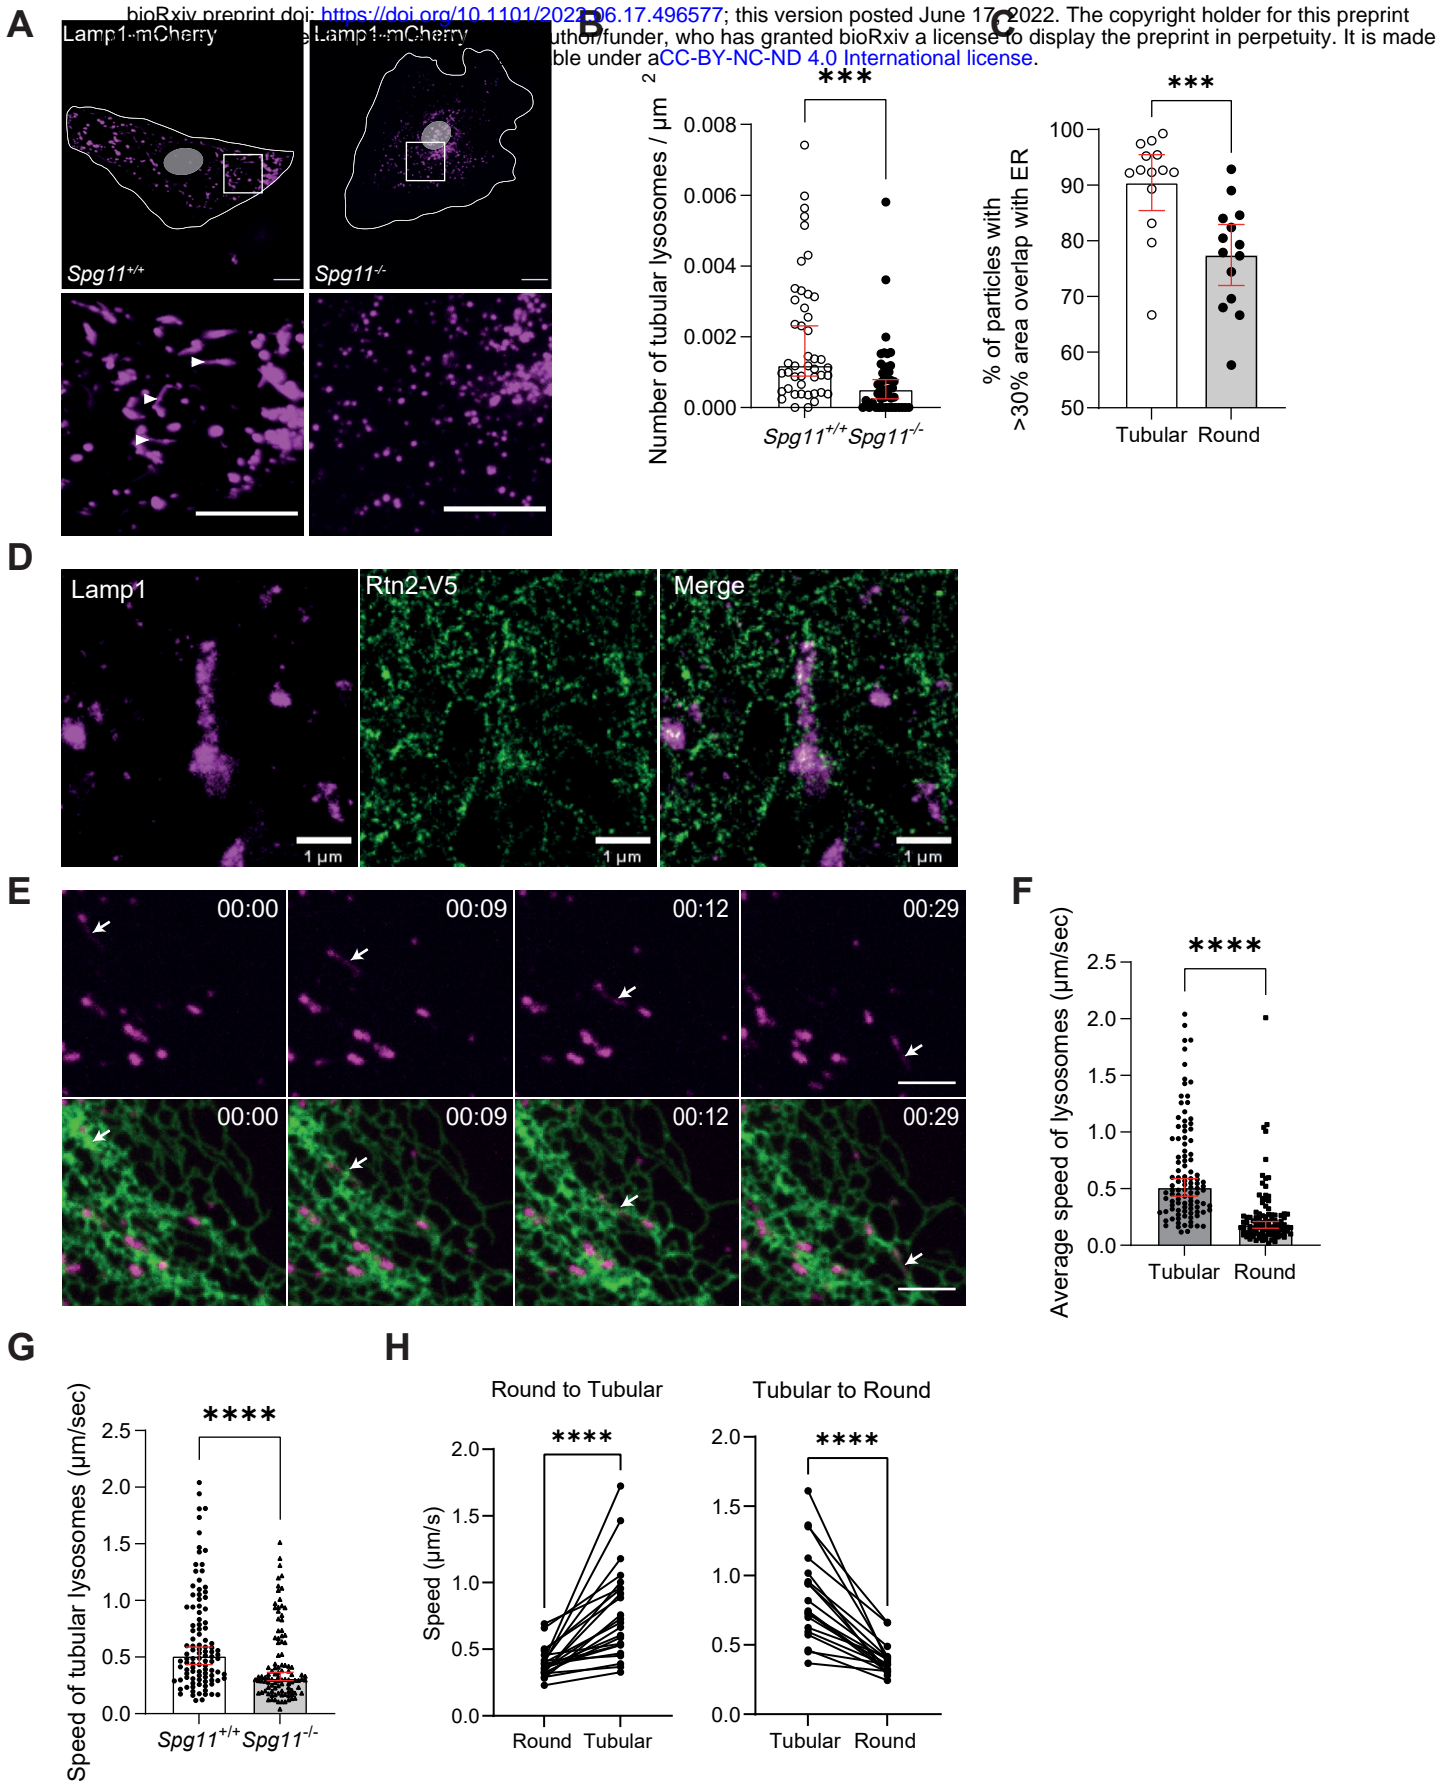 bioRxiv preprint doi: https://doi.org/10.1101/2022.06.17.496577; this version posted June 17, 2022. The copyright holder for this preprint
uthor/funder, who has granted bioRxiv a license to display the preprint in perpetuity. It is made
ble under aCC-BY-NC-ND 4.0 International license.
A
Lamp1-mCherry
Lamp1-mCherry
Spg11+/+
Spg11-/-
B
***
Number of tubular lysosomes / µm 2
0.008
0.006
0.004
0.002
0.000
Spg11+/+ Spg11-/-
C
***
% of particles with
>30% area overlap with ER
100
90
80
70
60
50
Tubular Round
D
Lamp1
Rtn2-V5
Merge
1 µm
1 µm
1 µm
E
00:00
00:09
00:12
00:29
00:00
00:09
00:12
00:29
F
****
Average speed of lysosomes (µm/sec)
2.5
2.0
1.5
1.0
0.5
0.0
Tubular Round
G
****
Speed of tubular lysosomes (µm/sec)
2.5
2.0
1.5
1.0
0.5
0.0
Spg11+/+ Spg11-/-
H
Round to Tubular
****
Speed (µm/s)
2.0
1.5
1.0
0.5
0.0
Round Tubular
Tubular to Round
****
2.0
1.5
1.0
0.5
0.0
Tubular Round